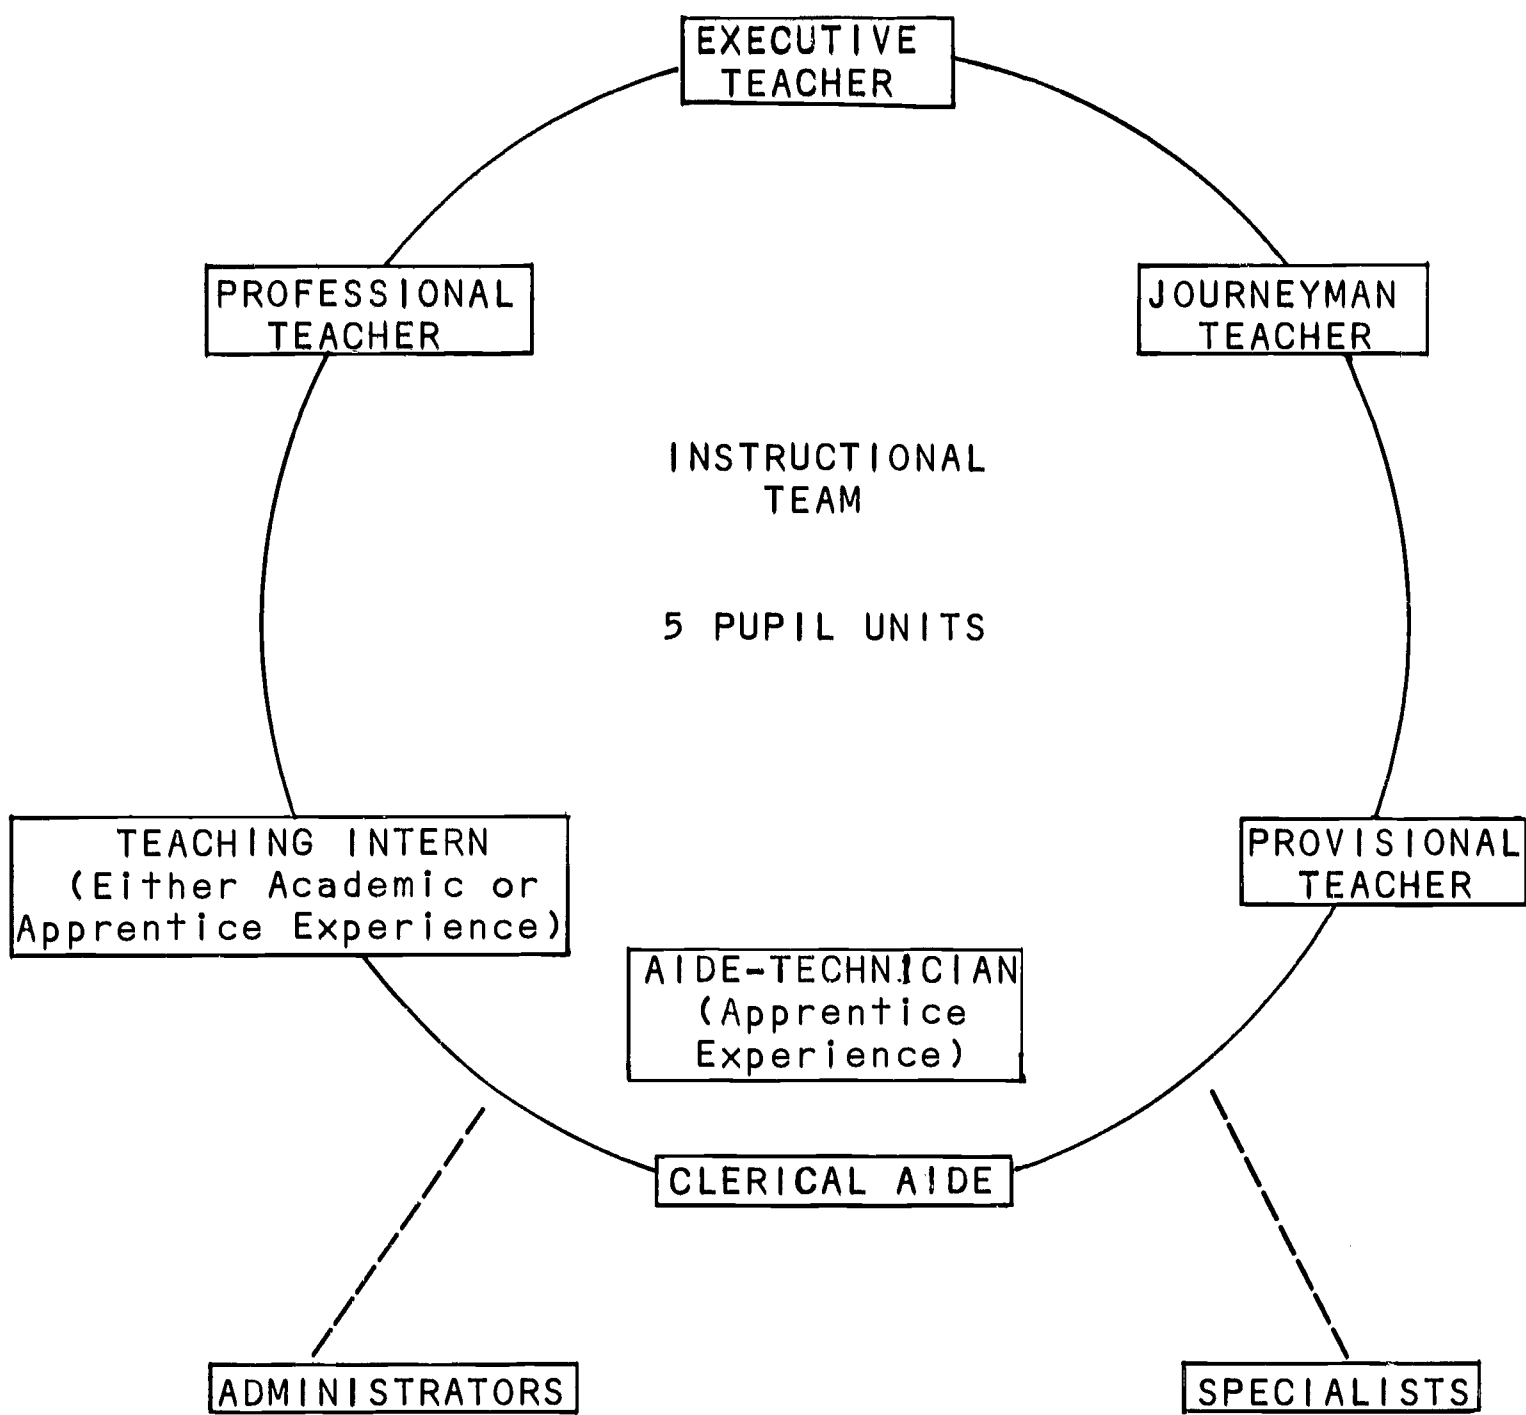 EXECUTIVE
TEACHER
PROFESSIONAL
TEACHER
JOURNEYMAN
TEACHER
INSTRUCTIONAL
TEAM
5 PUPIL UNITS
TEACHING INTERN
(Either Academic or
Apprentice Experience)
PROVISIONAL
TEACHER
AIDE-TECHNICIAN
(Apprentice
Experience)
CLERICAL AIDE
ADMINISTRATORS
SPECIALISTS